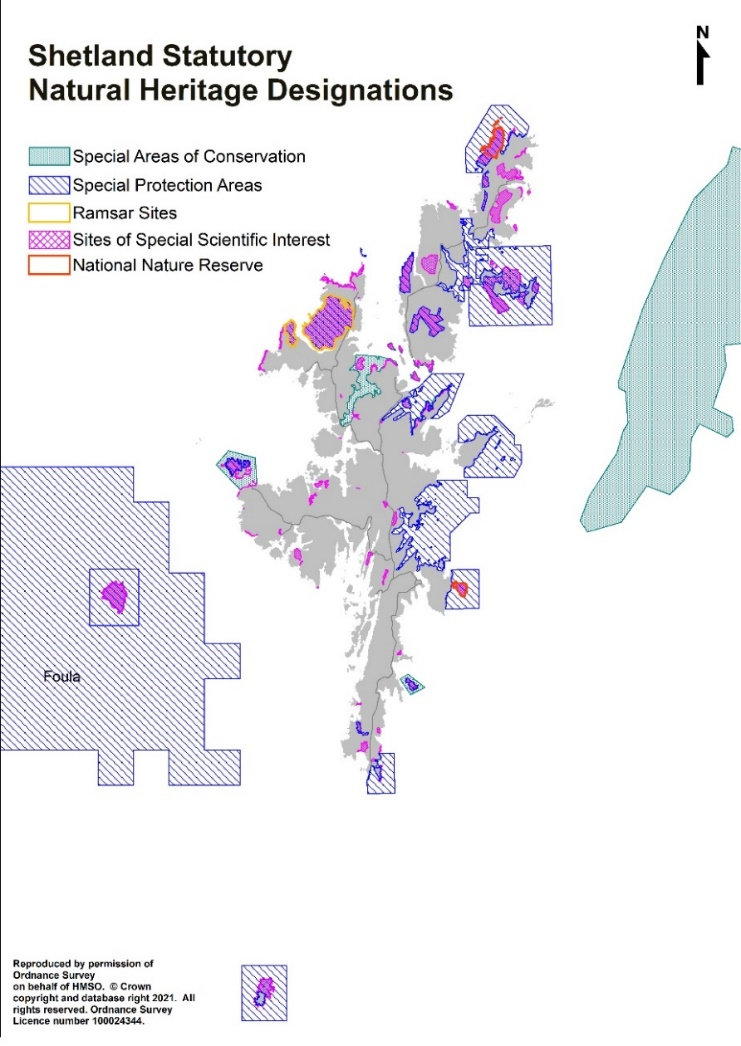 N
Shetland Statutory
Natural Heritage Designations
Special Areas of Conservation
Special Protection Areas
Ramsar Sites
Sites of Special Scientific Interest
National Nature Reserve
Foula
Reproduced by permission of
Ordnance Survey
on behalf of HMSO. © Crown
copyright and database right 2021. All
rights reserved. Ordnance Survey
Licence number 100024344.